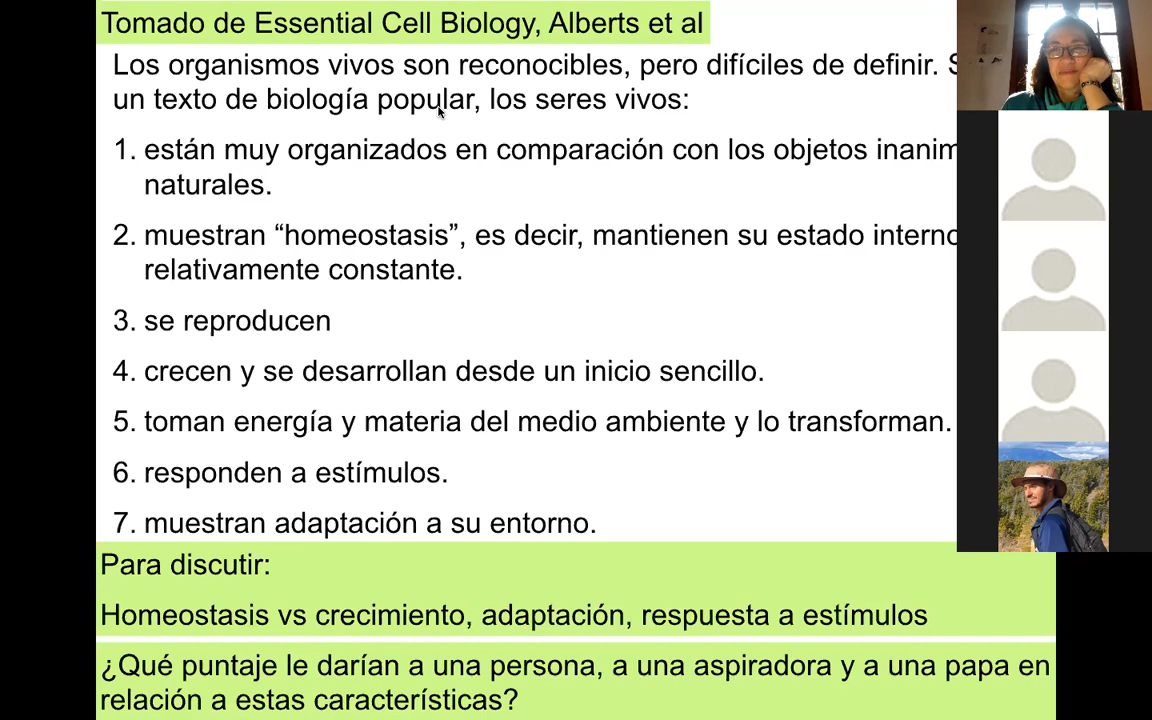 Tomado de Essential Cell Biology, Alberts et al
Los organismos vivos son reconocibles, pero difíciles de definir.
un texto de biología popular, los seres vivos:
1. están muy organizados en comparación con los objetos
naturales.
2. muestran “homeostasis”, es decir, mantienen su estado interno
relativamente constante.
3. se reproducen
4. crecen y se desarrollan desde un inicio sencillo.
5. toman energía y materia del medio ambiente y lo transforman.
6. responden a estímulos.
7. muestran adaptación a su entorno.
Para discutir:
Homeostasis vs crecimiento, adaptación, respuesta a estímulos
¿Qué puntaje le darían a una persona, a una aspiradora y a una papa en
relación a estas características?